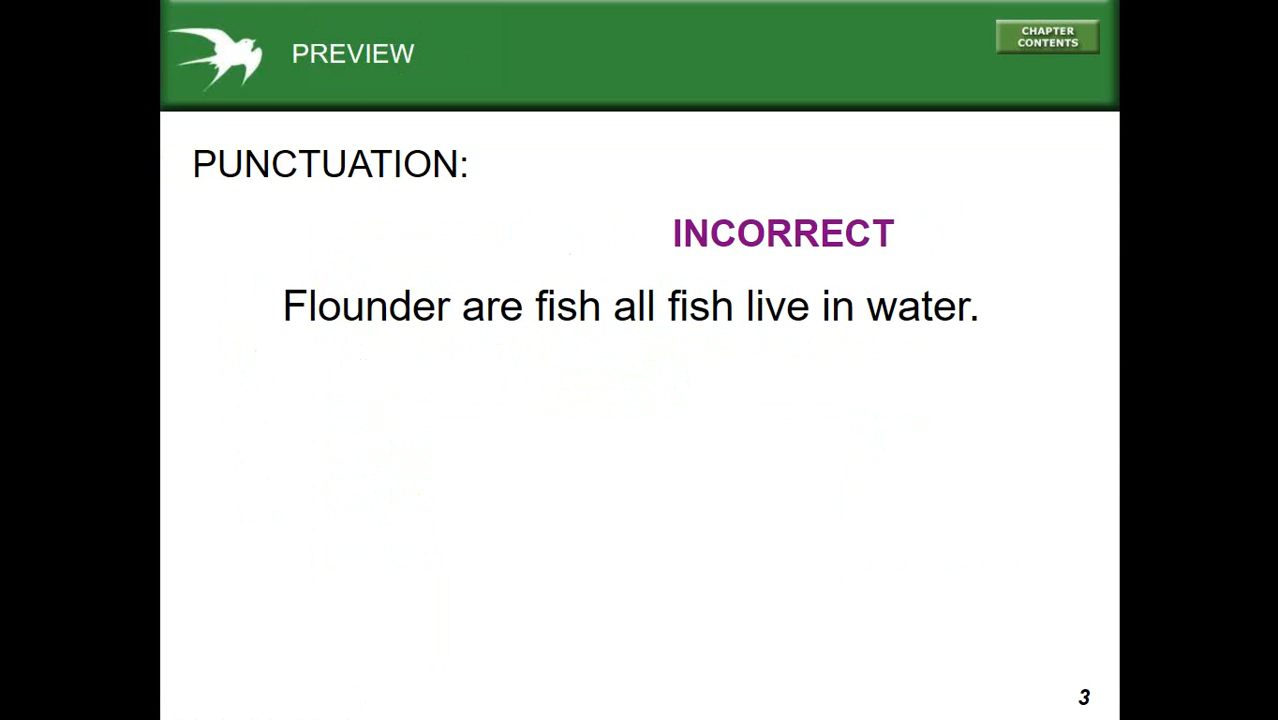 PREVIEW
CHAPTER
CONTENTS
PUNCTUATION:
INCORRECT
Flounder are fish all fish live in water.
3